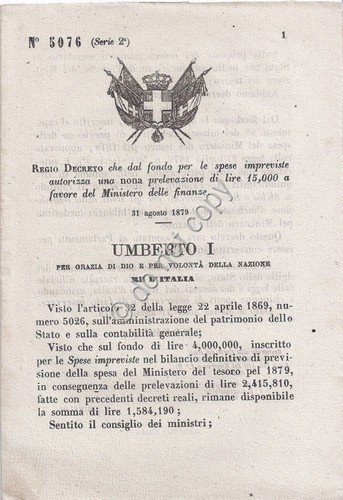 N° 5076 (Serie 2ª) 1
REGIO DECRETO che dal fondo per le spese impreviste
autorizza una nona prelevazione di lire 15,000 a
favore del Ministero delle finanze.
31 agosto 1879
UMBERTO I
PER GRAZIA DI DIO E PER VOLONTÀ DELLA NAZIONE
RE D'ITALIA
Visto l'articolo 32 della legge 22 aprile 1869, nu-
mero 5026, sull'amministrazione del patrimonio dello
Stato e sulla contabilità generale;
Visto che sul fondo di lire 4,000,000, inscritto
per le Spese impreviste nel bilancio definitivo di previ-
sione della spesa del Ministero del tesoro pel 1879,
in conseguenza delle prelevazioni di lire 2,415,810,
fatte con precedenti decreti reali, rimane disponibile
la somma di lire 1,584,190;
Sentito il consiglio dei ministri;